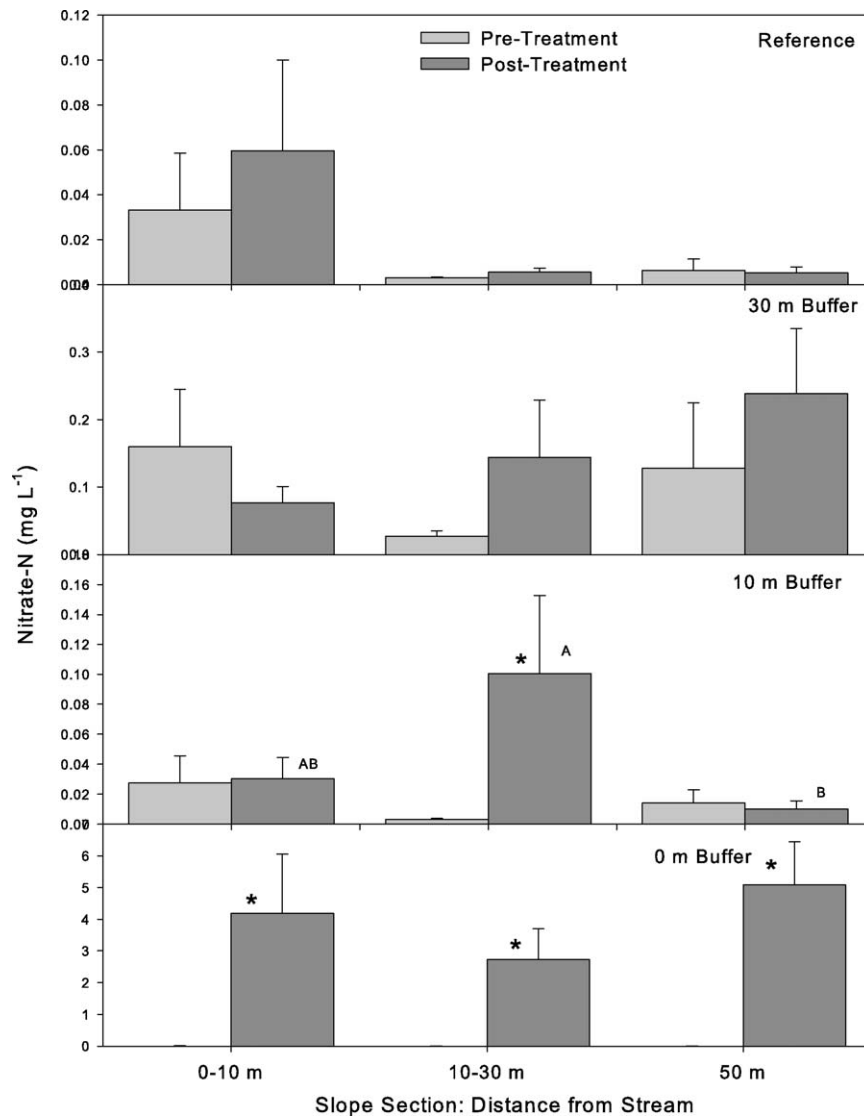 0.12
Pre-Treatment
Reference
0.10
Post-Treatment
0.08
0.06
0.04
0.02
0.00
30 m Buffer
0.3
0.2
0.1
10 m Buffer
0.16
0.14
0.12
* A
0.10
0.08
0.06
AB
0.04
0.02
B
0 m Buffer
6
*
5
*
4
*
3
2
1
0
0-10 m 10-30 m 50 m
Slope Section: Distance from Stream
Nitrate-N (mg L⁻¹)